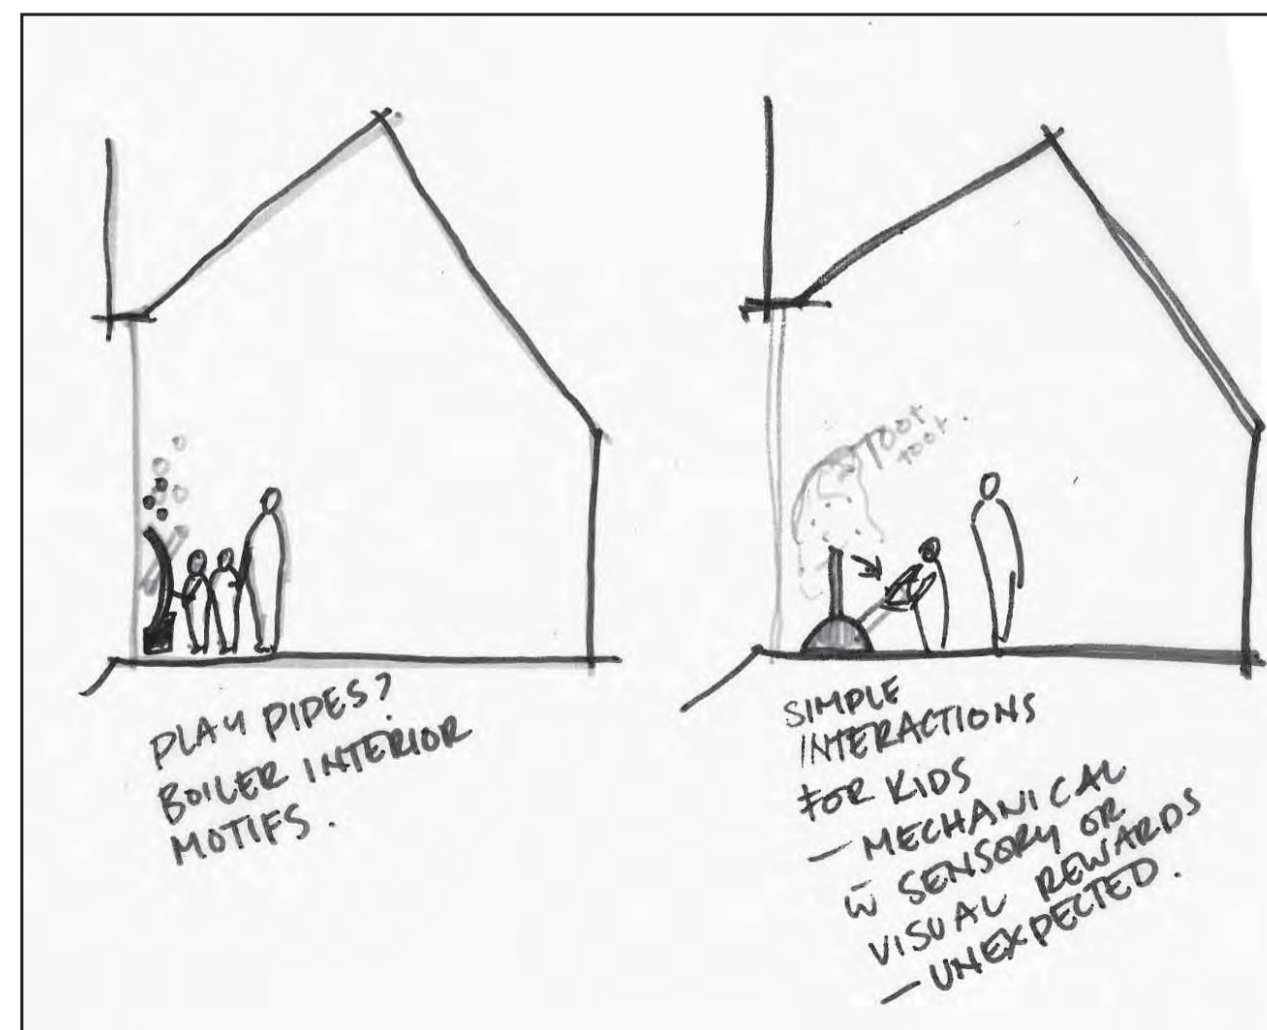 PLAY PIPES?
BOILER INTERIOR
MOTIFS.
TOOT
TOOT.
SIMPLE
INTERACTIONS
FOR KIDS
— MECHANICAL
W̄ SENSORY OR
VISUAL REWARDS
— UNEXPECTED.